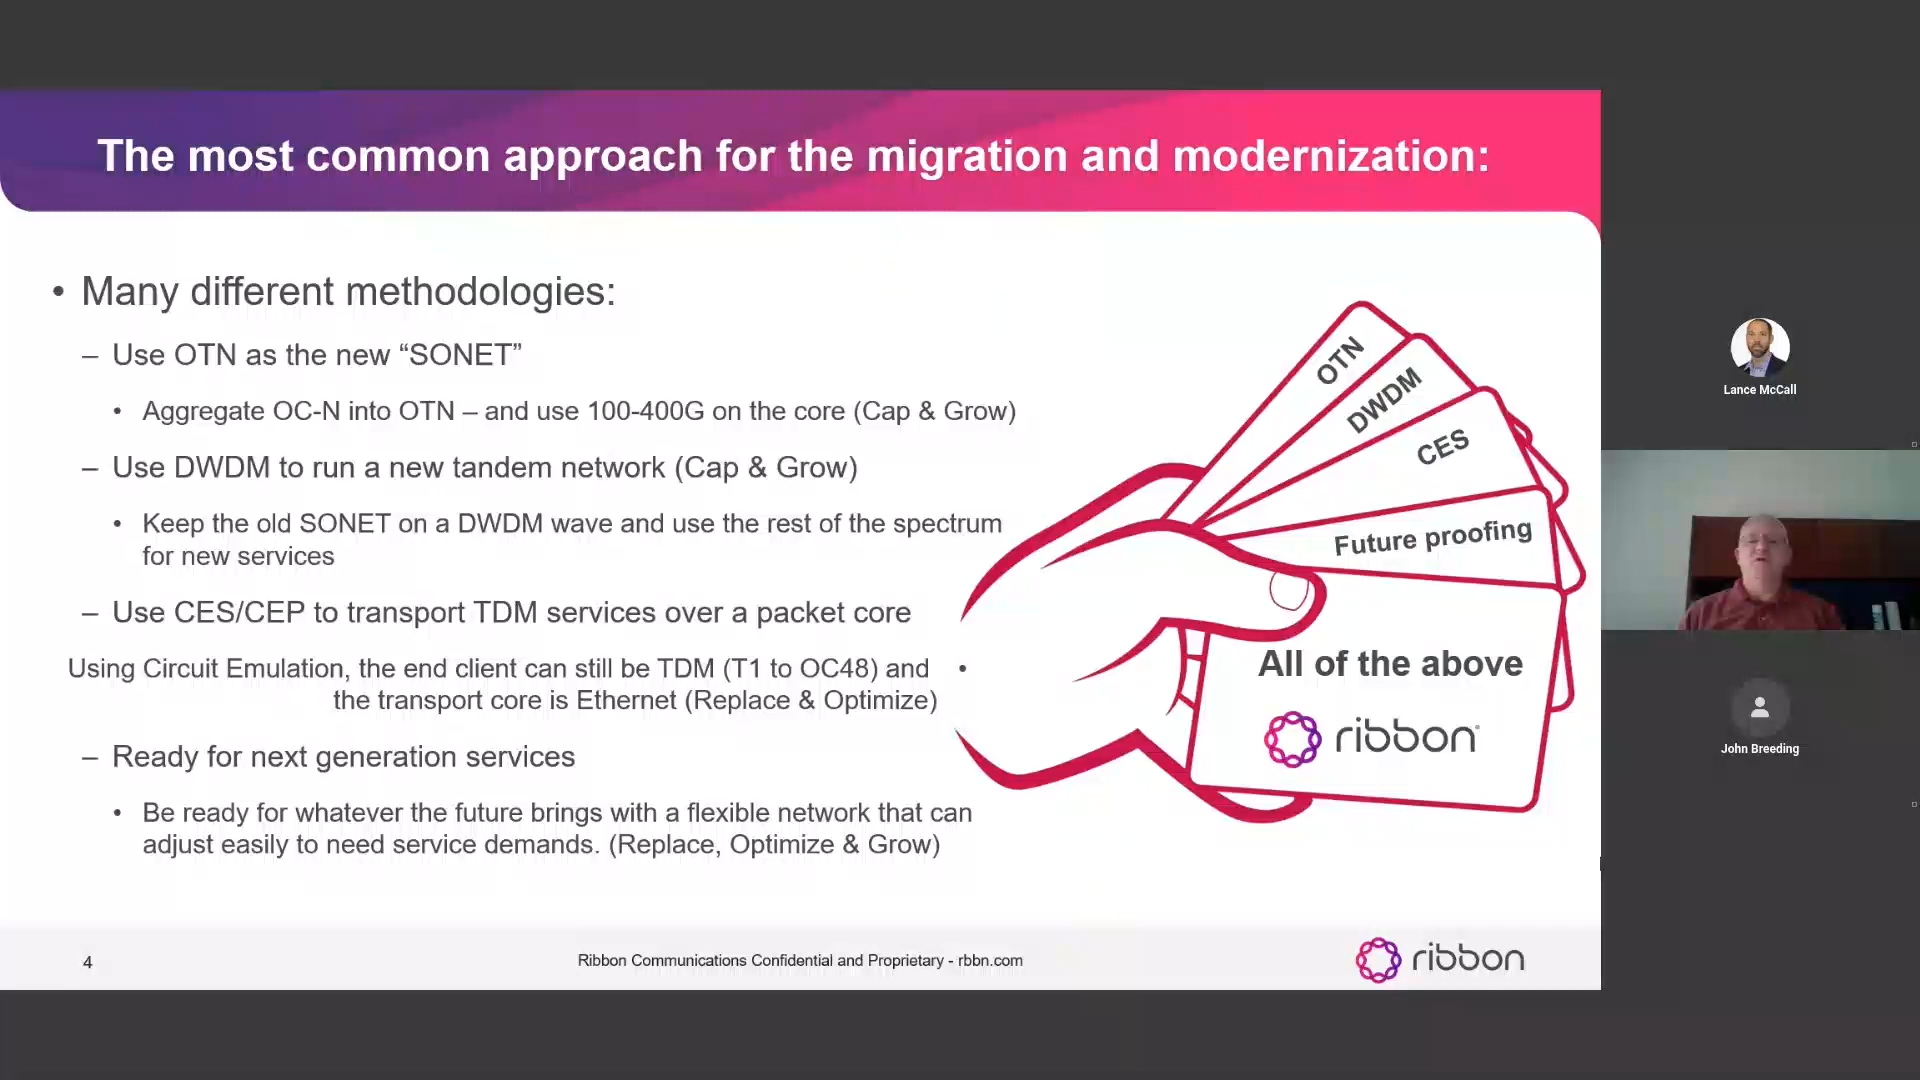 The most common approach for the migration and modernization:
• Many different methodologies:
– Use OTN as the new “SONET”
• Aggregate OC-N into OTN – and use 100-400G on the core (Cap & Grow)
– Use DWDM to run a new tandem network (Cap & Grow)
• Keep the old SONET on a DWDM wave and use the rest of the spectrum
for new services
– Use CES/CEP to transport TDM services over a packet core
Using Circuit Emulation, the end client can still be TDM (T1 to OC48) and •
the transport core is Ethernet (Replace & Optimize)
– Ready for next generation services
• Be ready for whatever the future brings with a flexible network that can
adjust easily to need service demands. (Replace, Optimize & Grow)
OTN
DWDM
CES
Future proofing
All of the above
ribbon
4
Ribbon Communications Confidential and Proprietary - rbbn.com
ribbon
Lance McCall
John Breeding